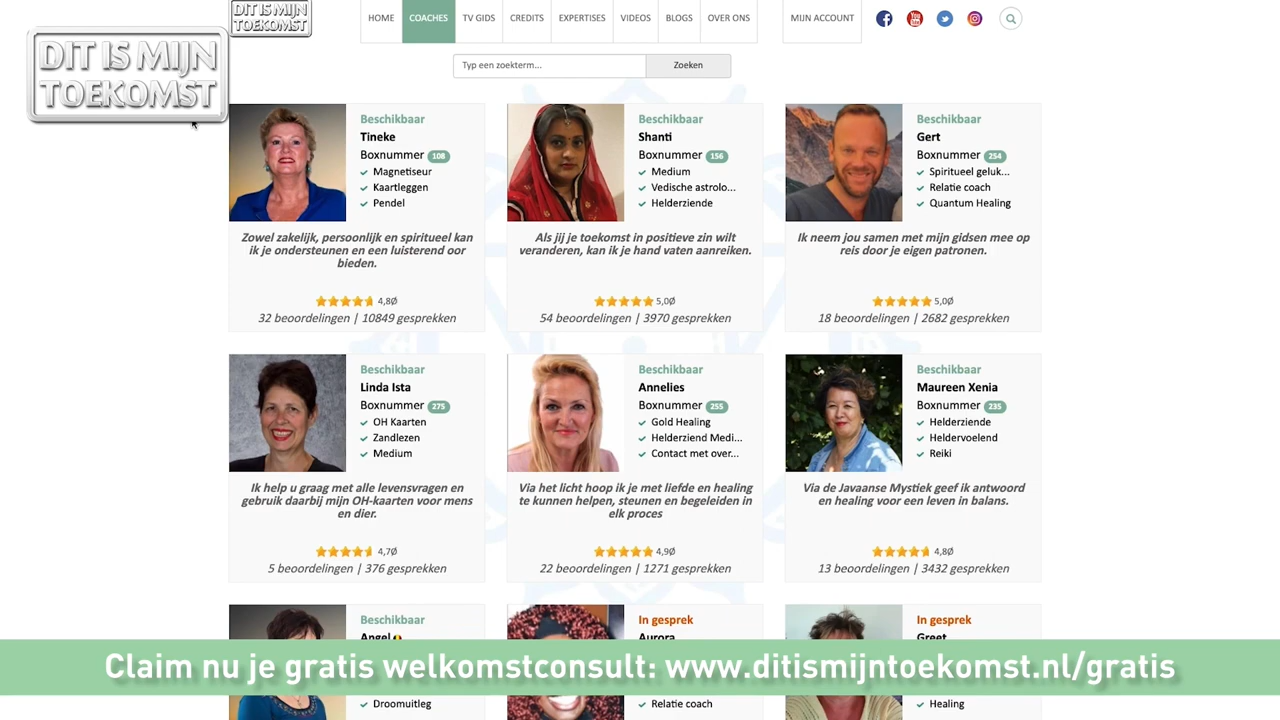 DIT IS MIJN
TOEKOMST
HOME
COACHES
TV GIDS
CREDITS
EXPERTISES
VIDEOS
BLOGS
OVER ONS
MIJN ACCOUNT
DIT IS MIJN
TOEKOMST
Typ een zoekterm...
Zoeken
Beschikbaar
Tineke
Boxnummer 108
Magnetiseur
Kaartleggen
Pendel
Zowel zakelijk, persoonlijk en spiritueel kan
ik je ondersteunen en een luisterend oor
bieden.
4,8Ø
32 beoordelingen | 10849 gesprekken
Beschikbaar
Shanti
Boxnummer 156
Medium
Vedische astrolo...
Helderziende
Als jij je toekomst in positieve zin wilt
veranderen, kan ik je hand vaten aanreiken.
5,0Ø
54 beoordelingen | 3970 gesprekken
Beschikbaar
Gert
Boxnummer 254
Spiritueel geluk...
Relatie coach
Quantum Healing
Ik neem jou samen met mijn gidsen mee op
reis door je eigen patronen.
5,0Ø
18 beoordelingen | 2682 gesprekken
Beschikbaar
Linda Ista
Boxnummer 275
OH Kaarten
Zandlezen
Medium
Ik help u graag met alle levensvragen en
gebruik daarbij mijn OH-kaarten voor mens
en dier.
4,7Ø
5 beoordelingen | 376 gesprekken
Beschikbaar
Annelies
Boxnummer 255
Gold Healing
Helderziend Medi...
Contact met over...
Via het licht hoop ik je met liefde en healing
te kunnen helpen, steunen en begeleiden in
elk proces
4,9Ø
22 beoordelingen | 1271 gesprekken
Beschikbaar
Maureen Xenia
Boxnummer 235
Helderziende
Heldervoelend
Reiki
Via de Javaanse Mystiek geef ik antwoord
en healing voor een leven in balans.
4,8Ø
13 beoordelingen | 3432 gesprekken
Beschikbaar
Angel
Droomuitleg
In gesprek
Aurora
Relatie coach
In gesprek
Greet
Healing
Claim nu je gratis welkomstconsult: www.ditismijntoekomst.nl/gratis